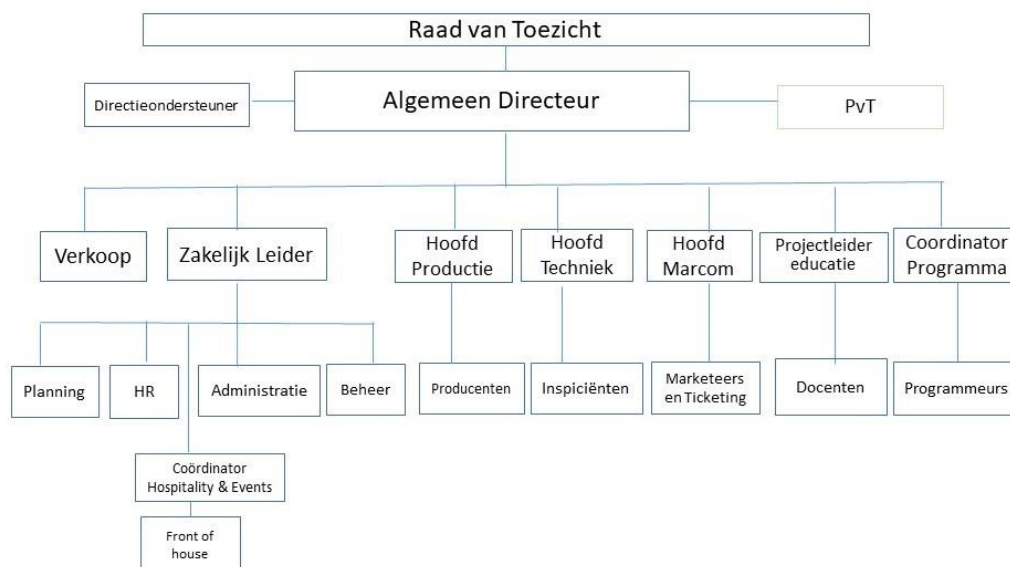 Raad van Toezicht
Directieondersteuner
Algemeen Directeur
PvT
Verkoop
Zakelijk Leider
Hoofd
Productie
Hoofd
Techniek
Hoofd
Marcom
Projectleider
educatie
Coordinator
Programma
Planning
HR
Administratie
Beheer
Producenten
Inspiciënten
Marketeers
en Ticketing
Docenten
Programmeurs
Coördinator
Hospitality & Events
Front of
house